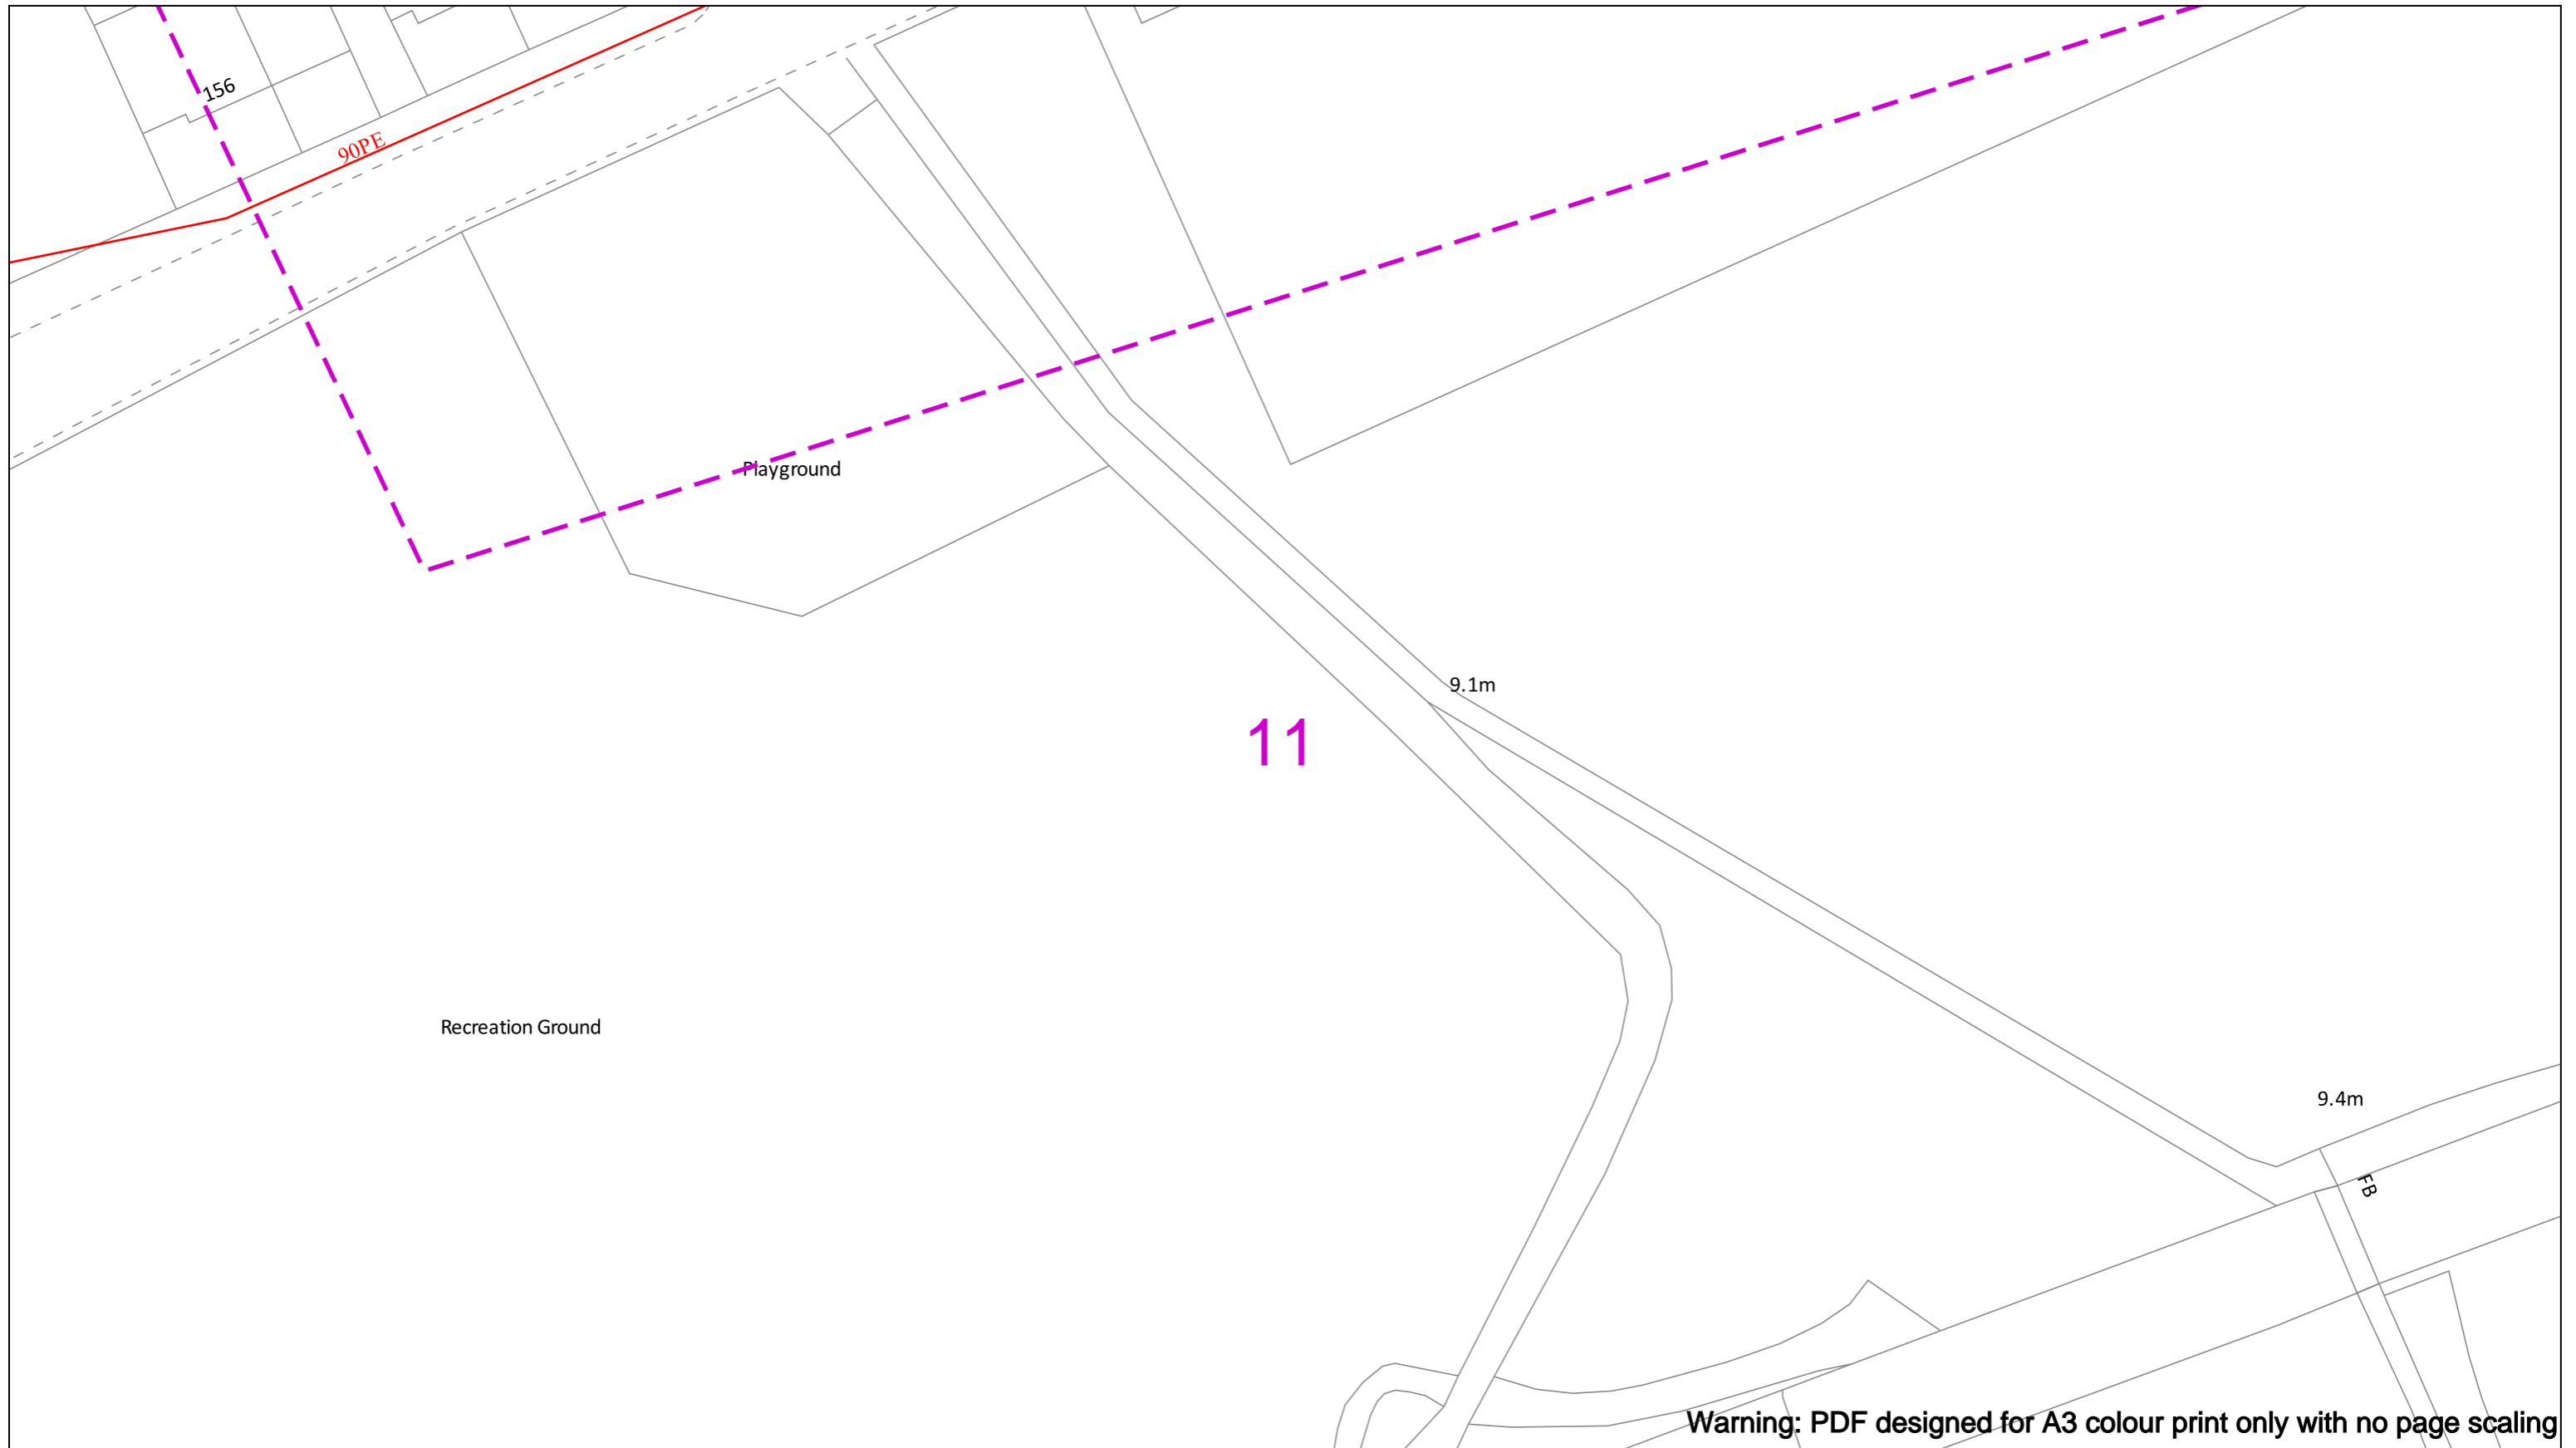 156
90PE
Playground
9.1m
11
Recreation Ground
9.4m
FB
Warning: PDF designed for A3 colour print only with no page scaling